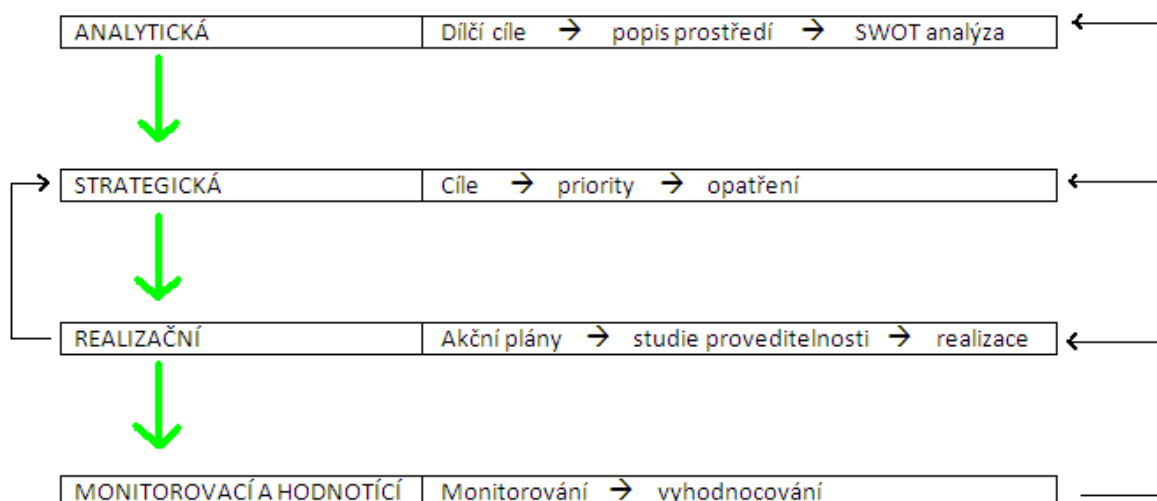 ANALYTICKÁ Dílčí cíle → popis prostředí → SWOT analýza
STRATEGICKÁ Cíle → priority → opatření
REALIZAČNÍ Akční plány → studie proveditelnosti → realizace
MONITOROVACÍ A HODNOTÍCÍ Monitorování → vyhodnocování